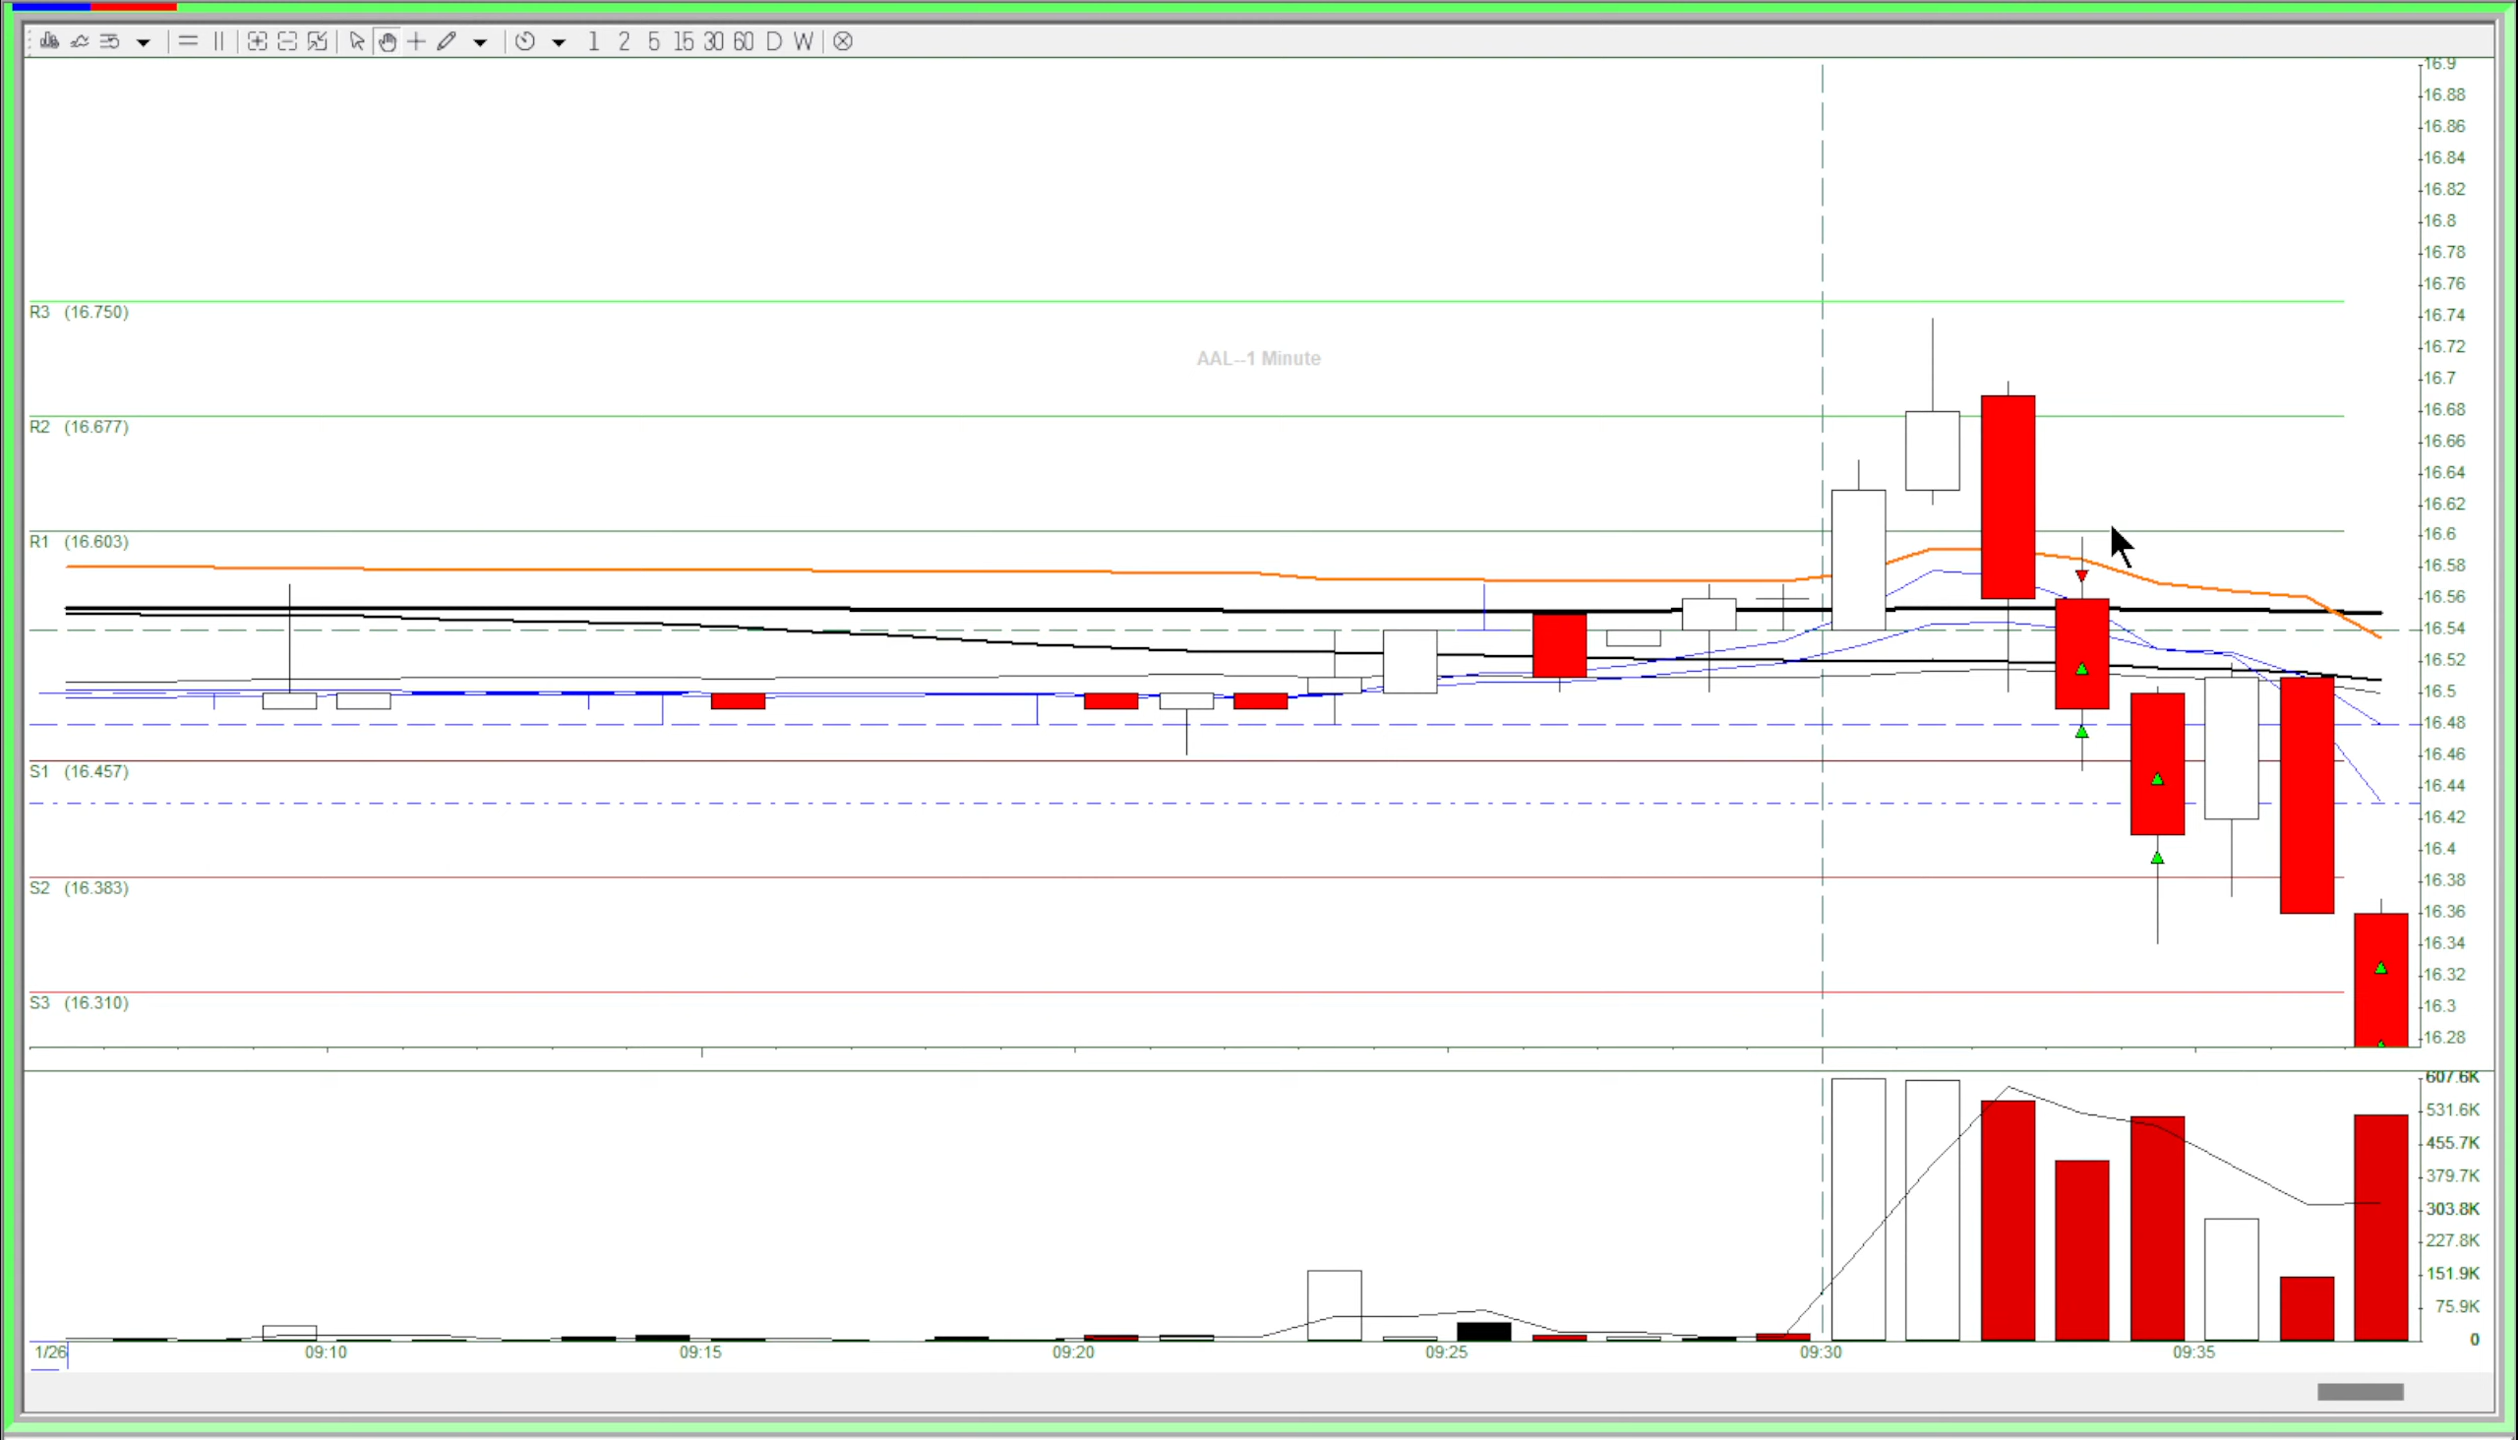 1 2 5 15 30 60 D W
16.9
16.88
16.86
16.84
16.82
16.8
16.78
16.76
R3 (16.750)
16.74
AAL--1 Minute
16.72
16.7
16.68
R2 (16.677)
16.66
16.64
16.62
16.6
R1 (16.603)
16.58
16.56
16.54
16.52
16.5
16.48
16.46
S1 (16.457)
16.44
16.42
16.4
16.38
S2 (16.383)
16.36
16.34
16.32
16.3
S3 (16.310)
16.28
607.6K
531.6K
455.7K
379.7K
303.8K
227.8K
151.9K
75.9K
0
1/26 09:10 09:15 09:20 09:25 09:30 09:35